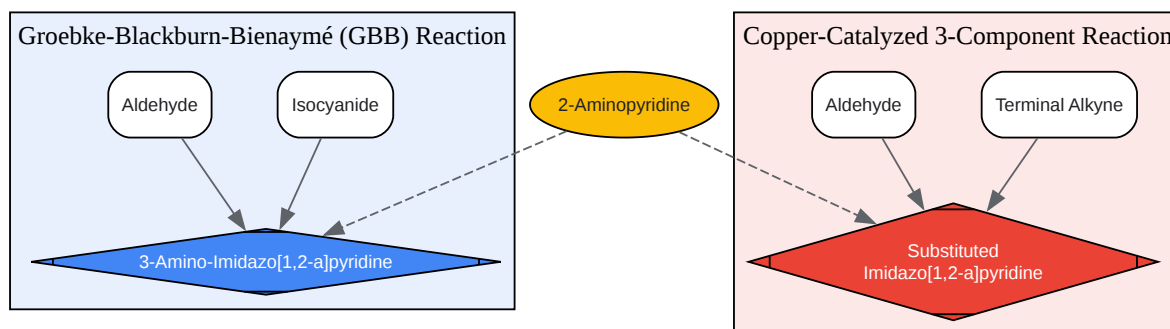 Groebke-Blackburn-Bienaymé (GBB) Reaction
Aldehyde
Isocyanide
3-Amino-Imidazo[1,2-a]pyridine
2-Aminopyridine
Copper-Catalyzed 3-Component Reaction
Aldehyde
Terminal Alkyne
Substituted
Imidazo[1,2-a]pyridine